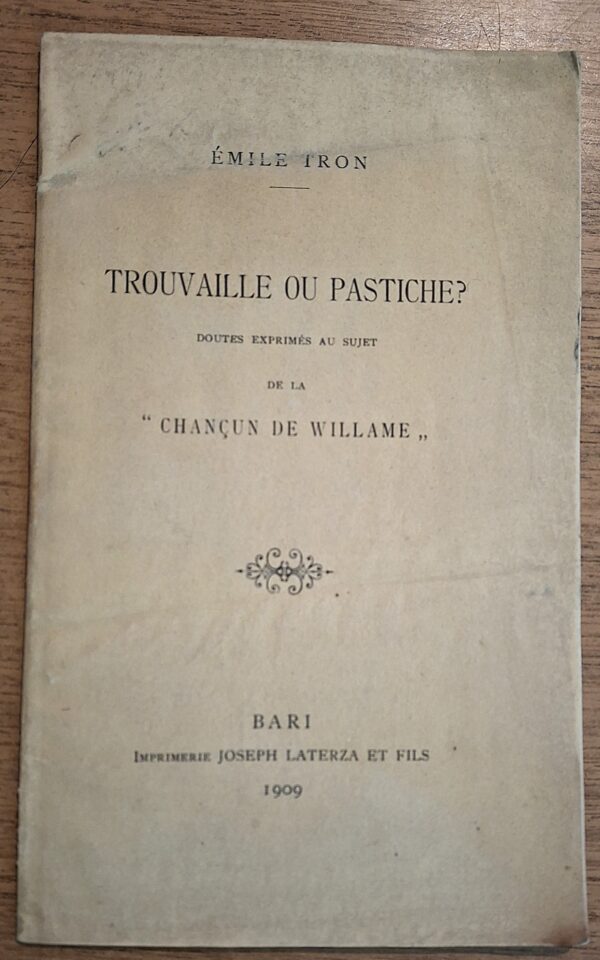 ÉMILE TRON
TROUVAILLE OU PASTICHE?
DOUTES EXPRIMÉS AU SUJET
DE LA
“ CHANÇUN DE WILLAME „
BARI
IMPRIMERIE JOSEPH LATERZA ET FILS
1909